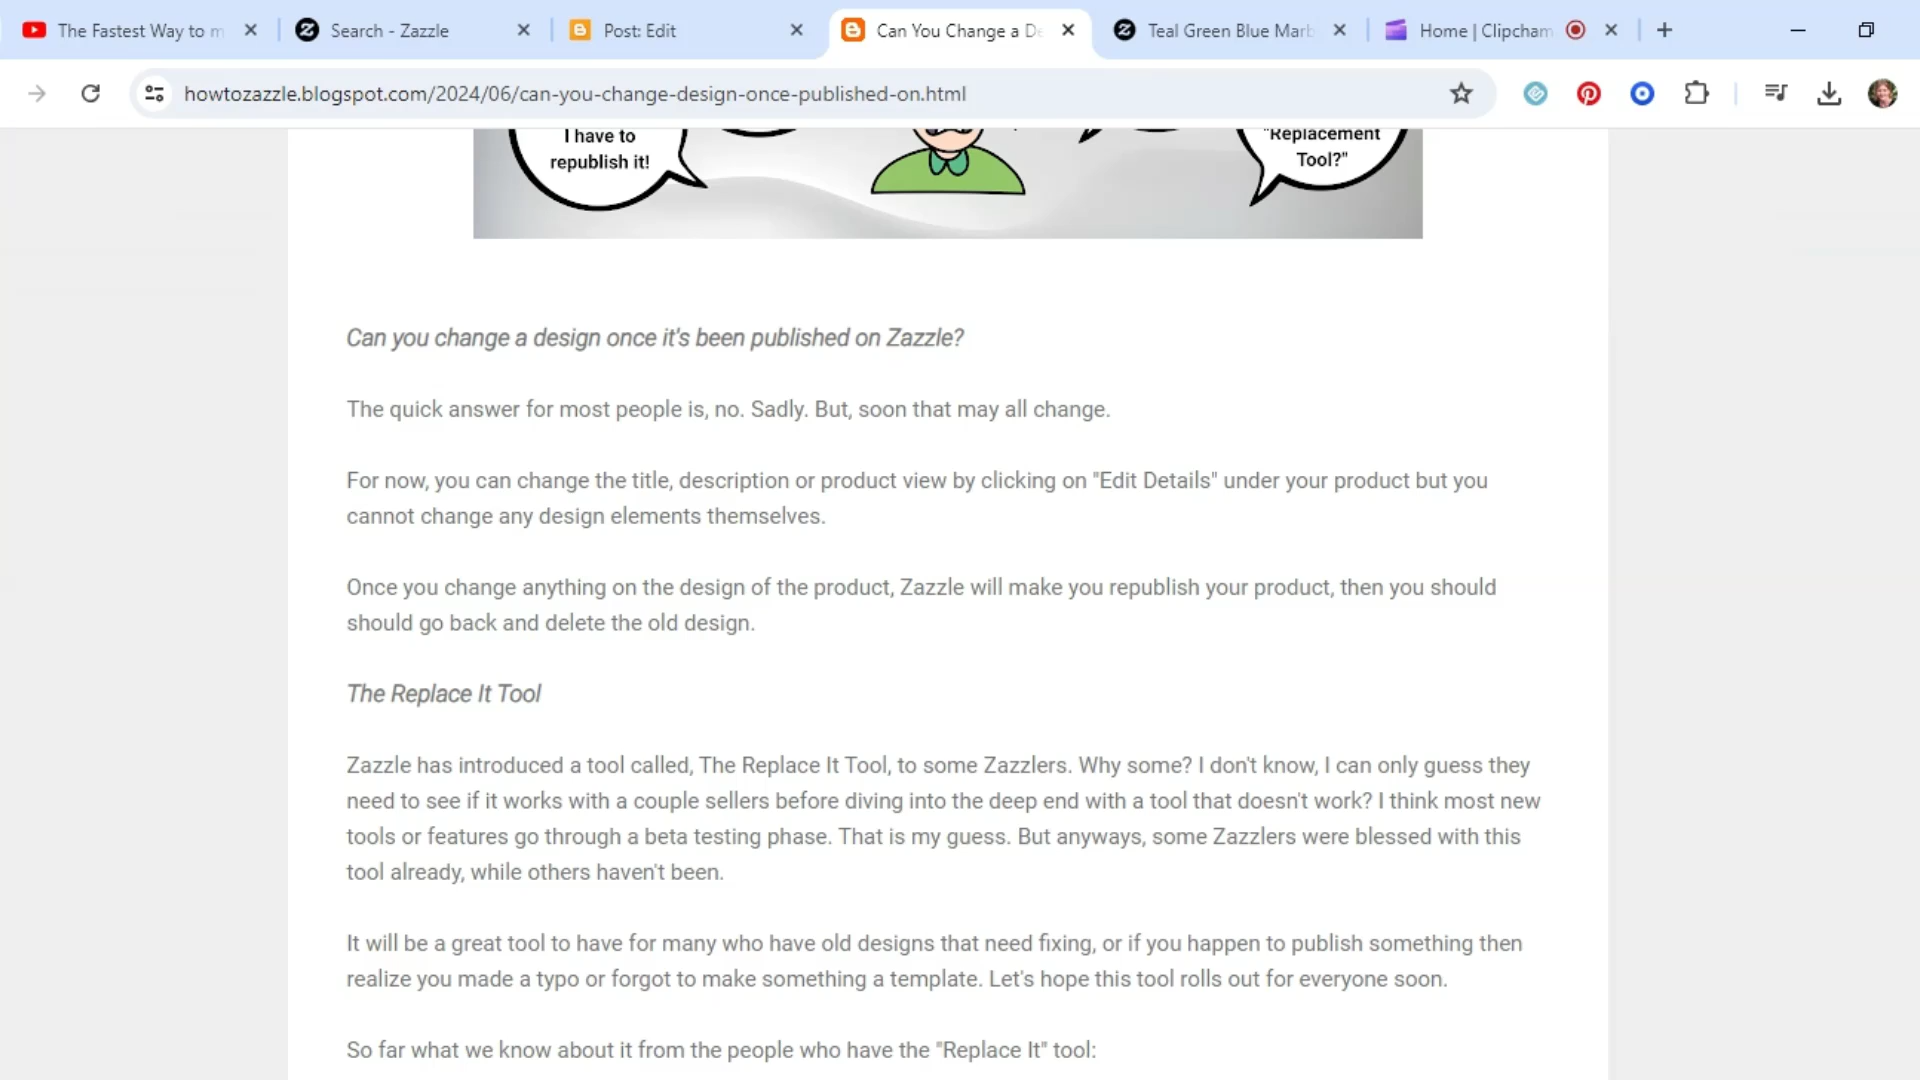 The Fastest Way to m
Search - Zazzle
Post: Edit
Can You Change a De
Teal Green Blue Marb
Home | Clipcham
howtozazzle.blogspot.com/2024/06/can-you-change-design-once-published-on.html
I have to
republish it!
"Replacement
Tool?"
Can you change a design once it's been published on Zazzle?
The quick answer for most people is, no. Sadly. But, soon that may all change.
For now, you can change the title, description or product view by clicking on "Edit Details" under your product but you
cannot change any design elements themselves.
Once you change anything on the design of the product, Zazzle will make you republish your product, then you should
should go back and delete the old design.
The Replace It Tool
Zazzle has introduced a tool called, The Replace It Tool, to some Zazzlers. Why some? I don't know, I can only guess they
need to see if it works with a couple sellers before diving into the deep end with a tool that doesn't work? I think most new
tools or features go through a beta testing phase. That is my guess. But anyways, some Zazzlers were blessed with this
tool already, while others haven't been.
It will be a great tool to have for many who have old designs that need fixing, or if you happen to publish something then
realize you made a typo or forgot to make something a template. Let's hope this tool rolls out for everyone soon.
So far what we know about it from the people who have the "Replace It" tool: